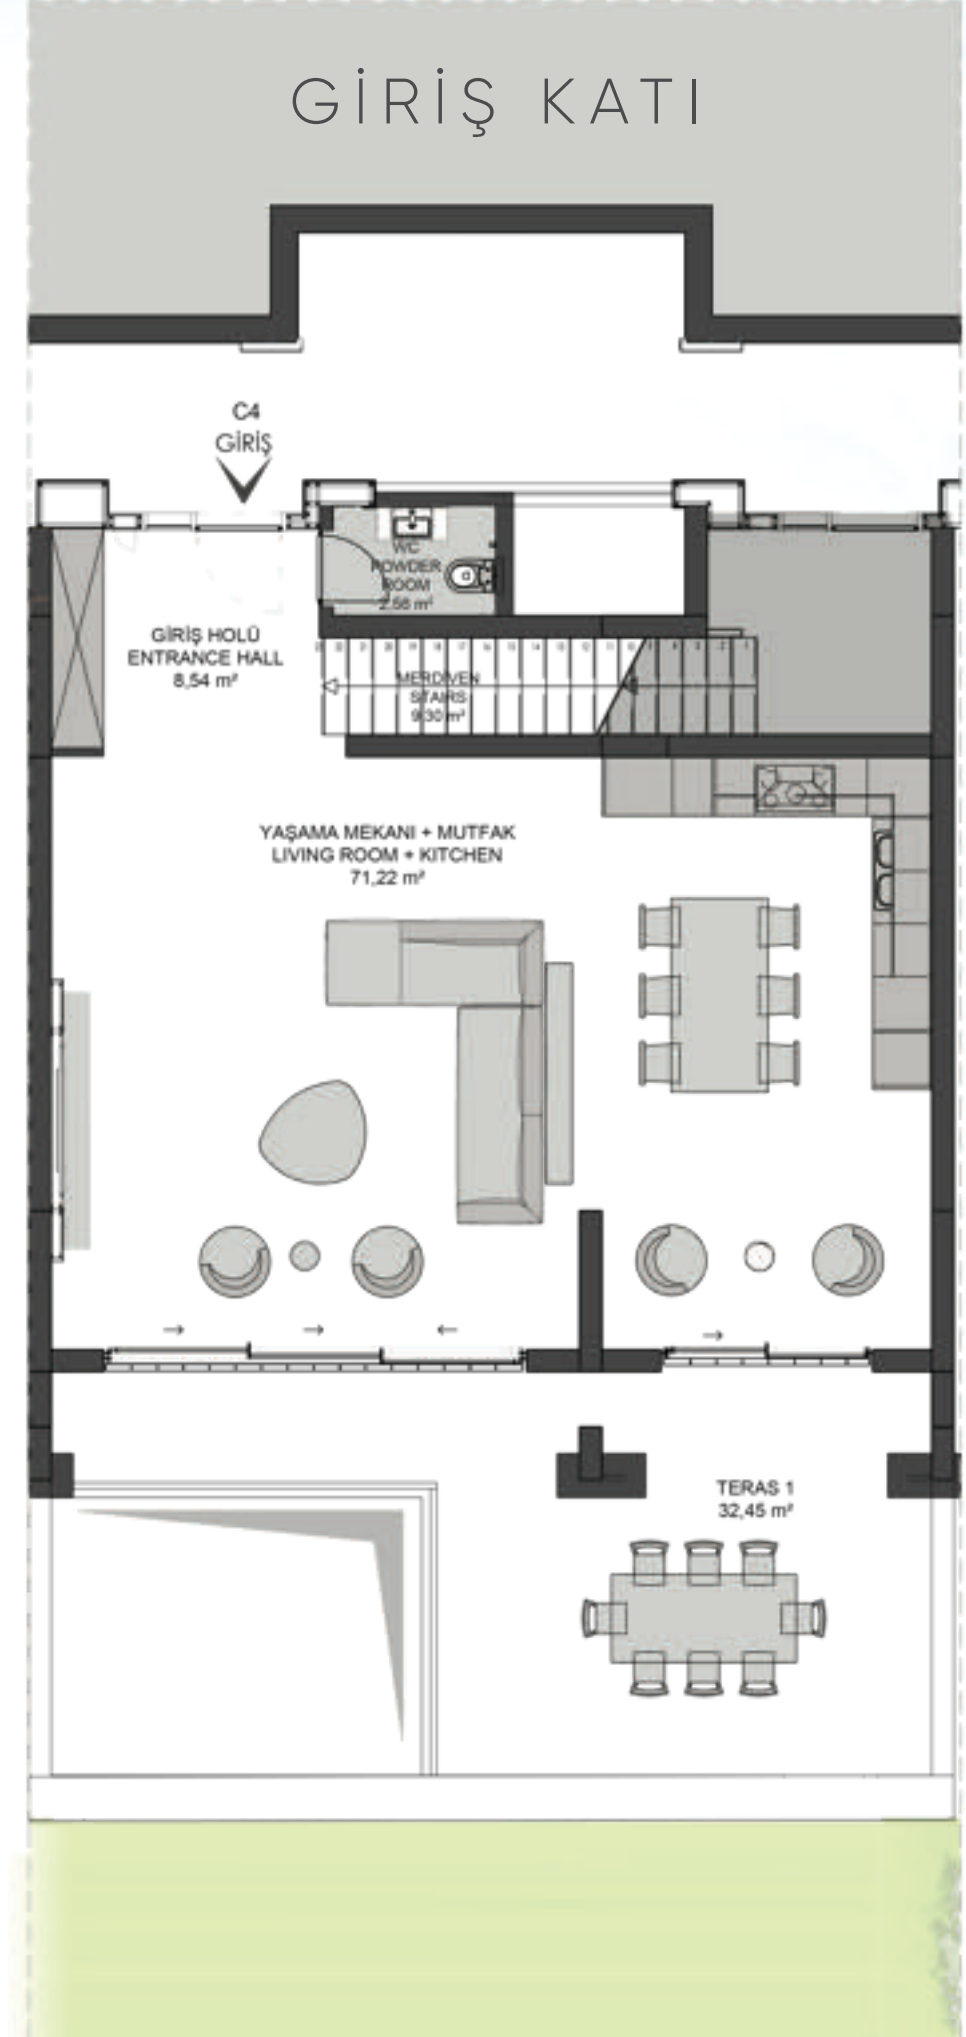 GİRİŞ KATI
C4
GİRİŞ
WC
POWDER
ROOM
2.56 m²
GİRİŞ HOLÜ
ENTRANCE HALL
8,54 m²
MERDİVEN
STAIRS
9.30 m²
YAŞAMA MEKANI + MUTFAK
LIVING ROOM + KITCHEN
71,22 m²
TERAS 1
32,45 m²